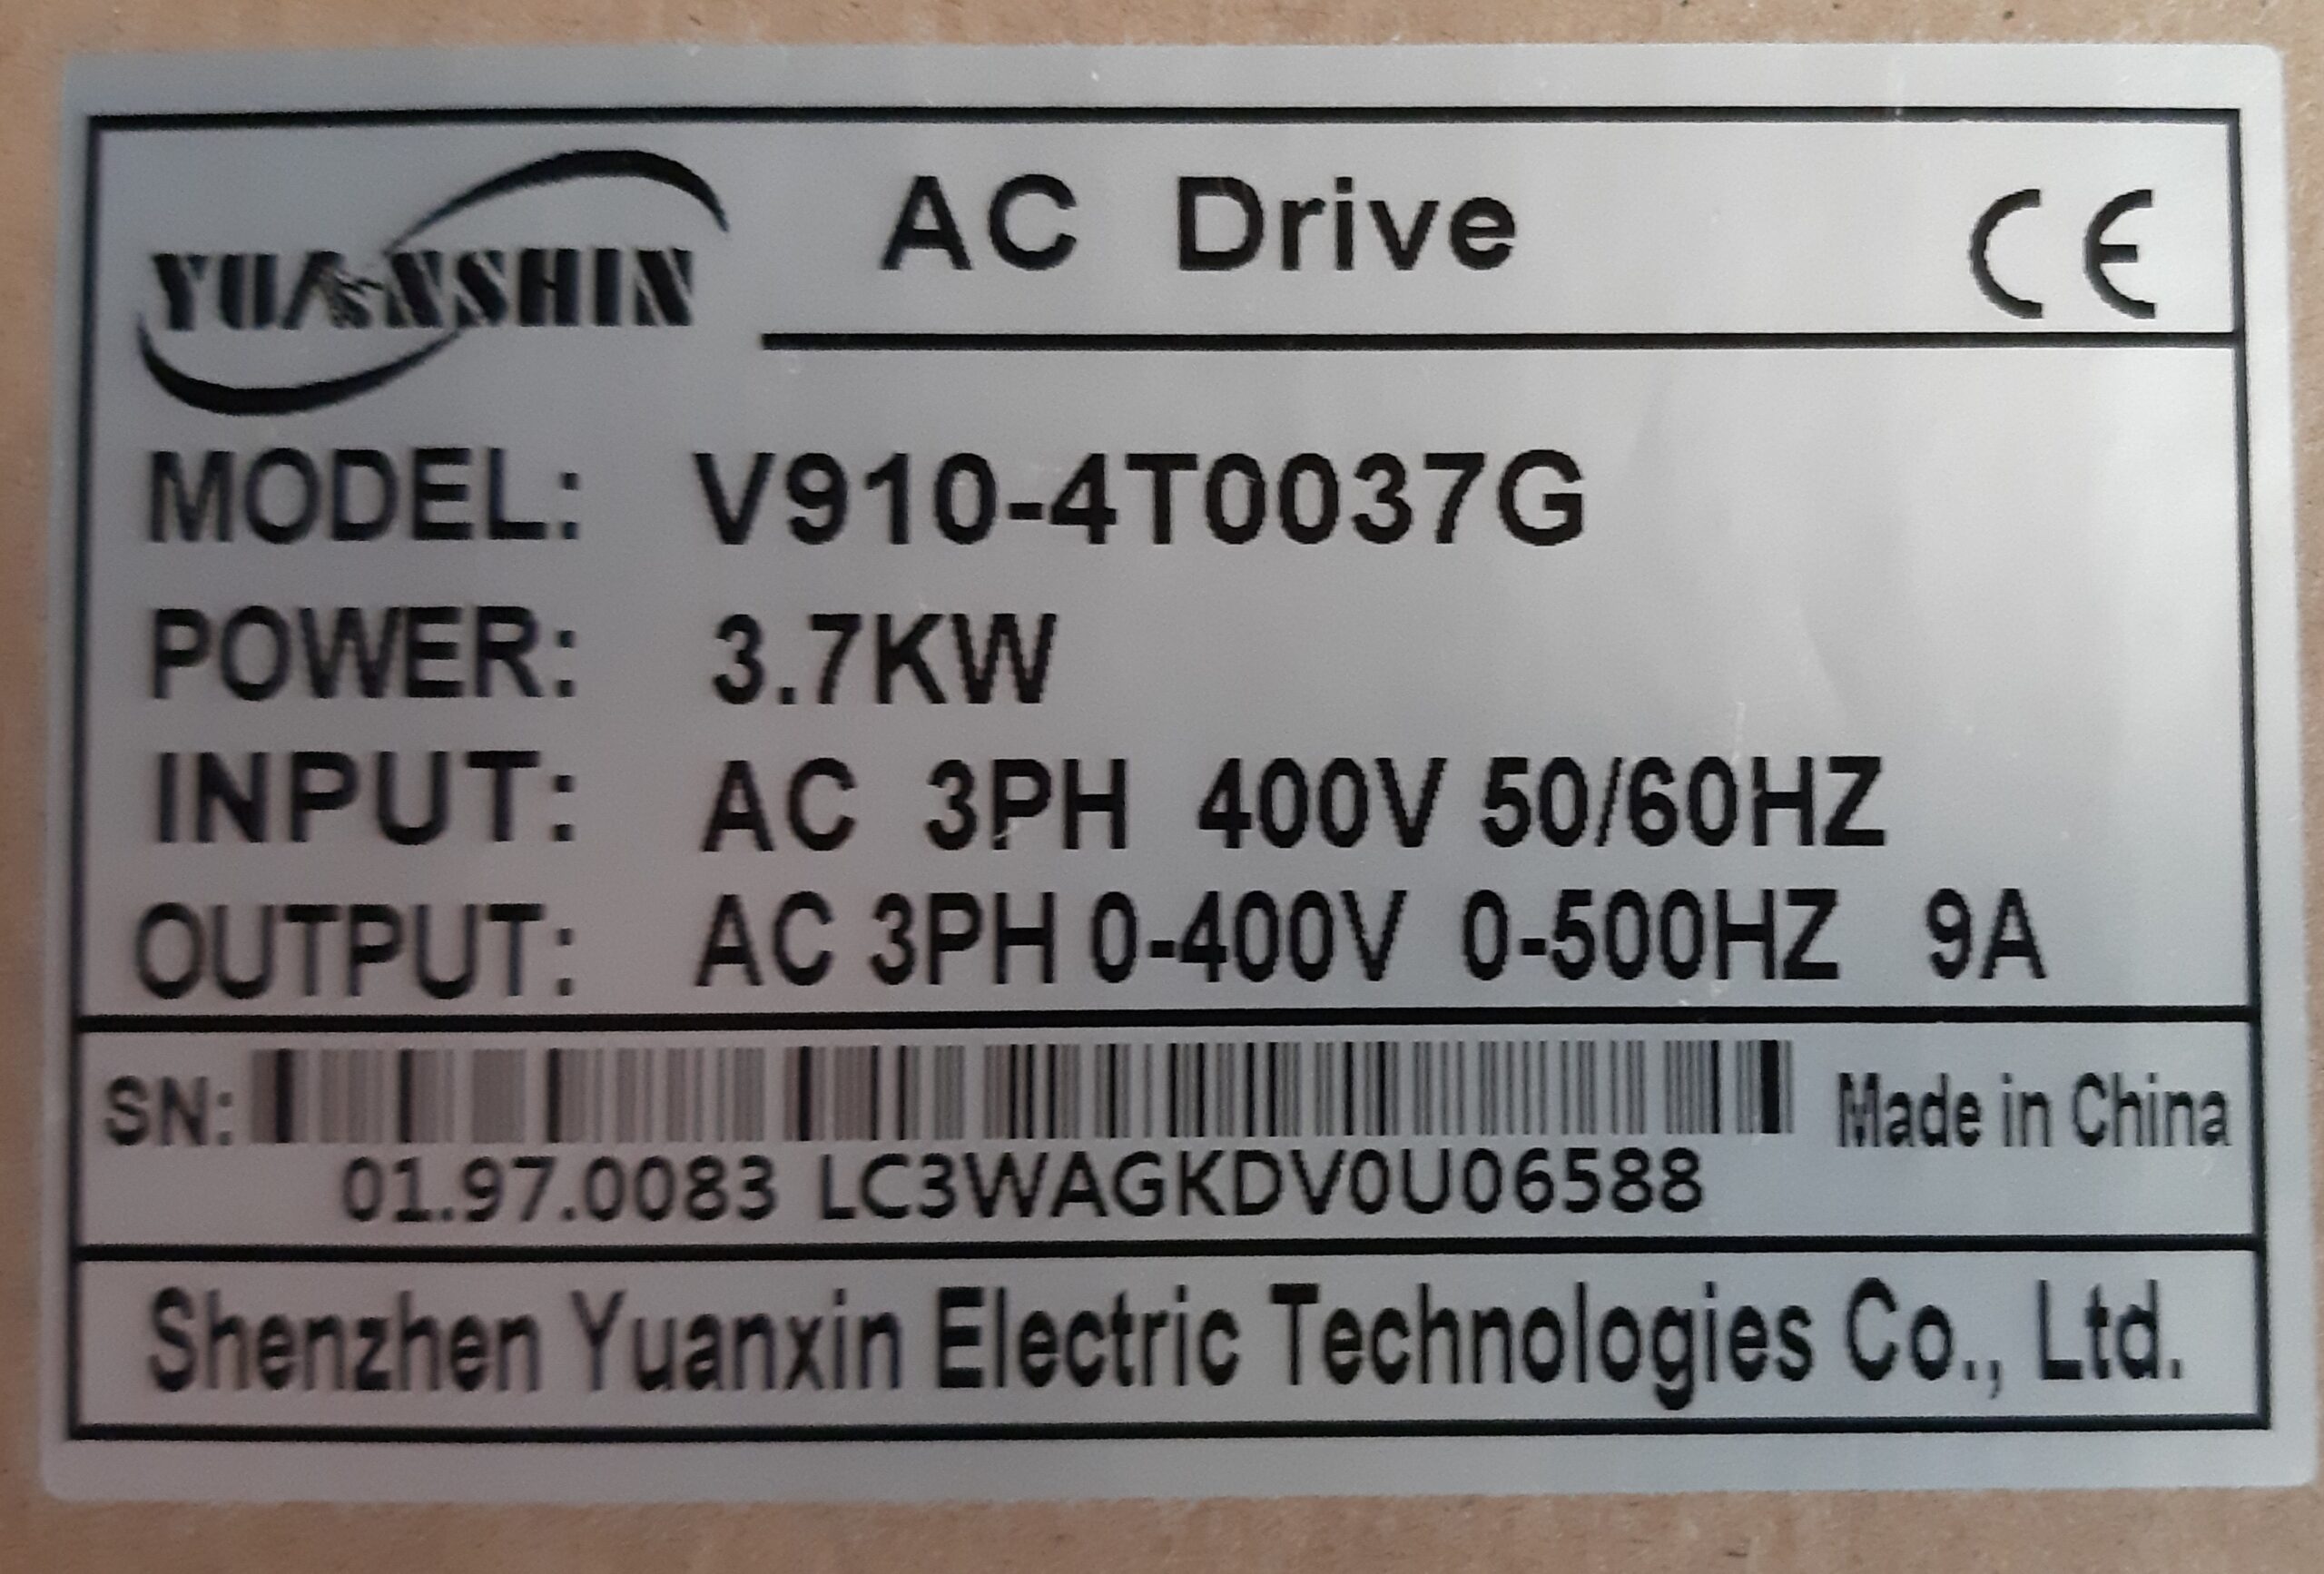 YUANSHIN AC Drive CE
MODEL: V910-4T0037G
POWER: 3.7KW
INPUT: AC 3PH 400V 50/60HZ
OUTPUT: AC 3PH 0-400V 0-500HZ 9A
SN: Made in China
01.97.0083 LC3WAGKDV0U06588
Shenzhen Yuanxin Electric Technologies Co., Ltd.